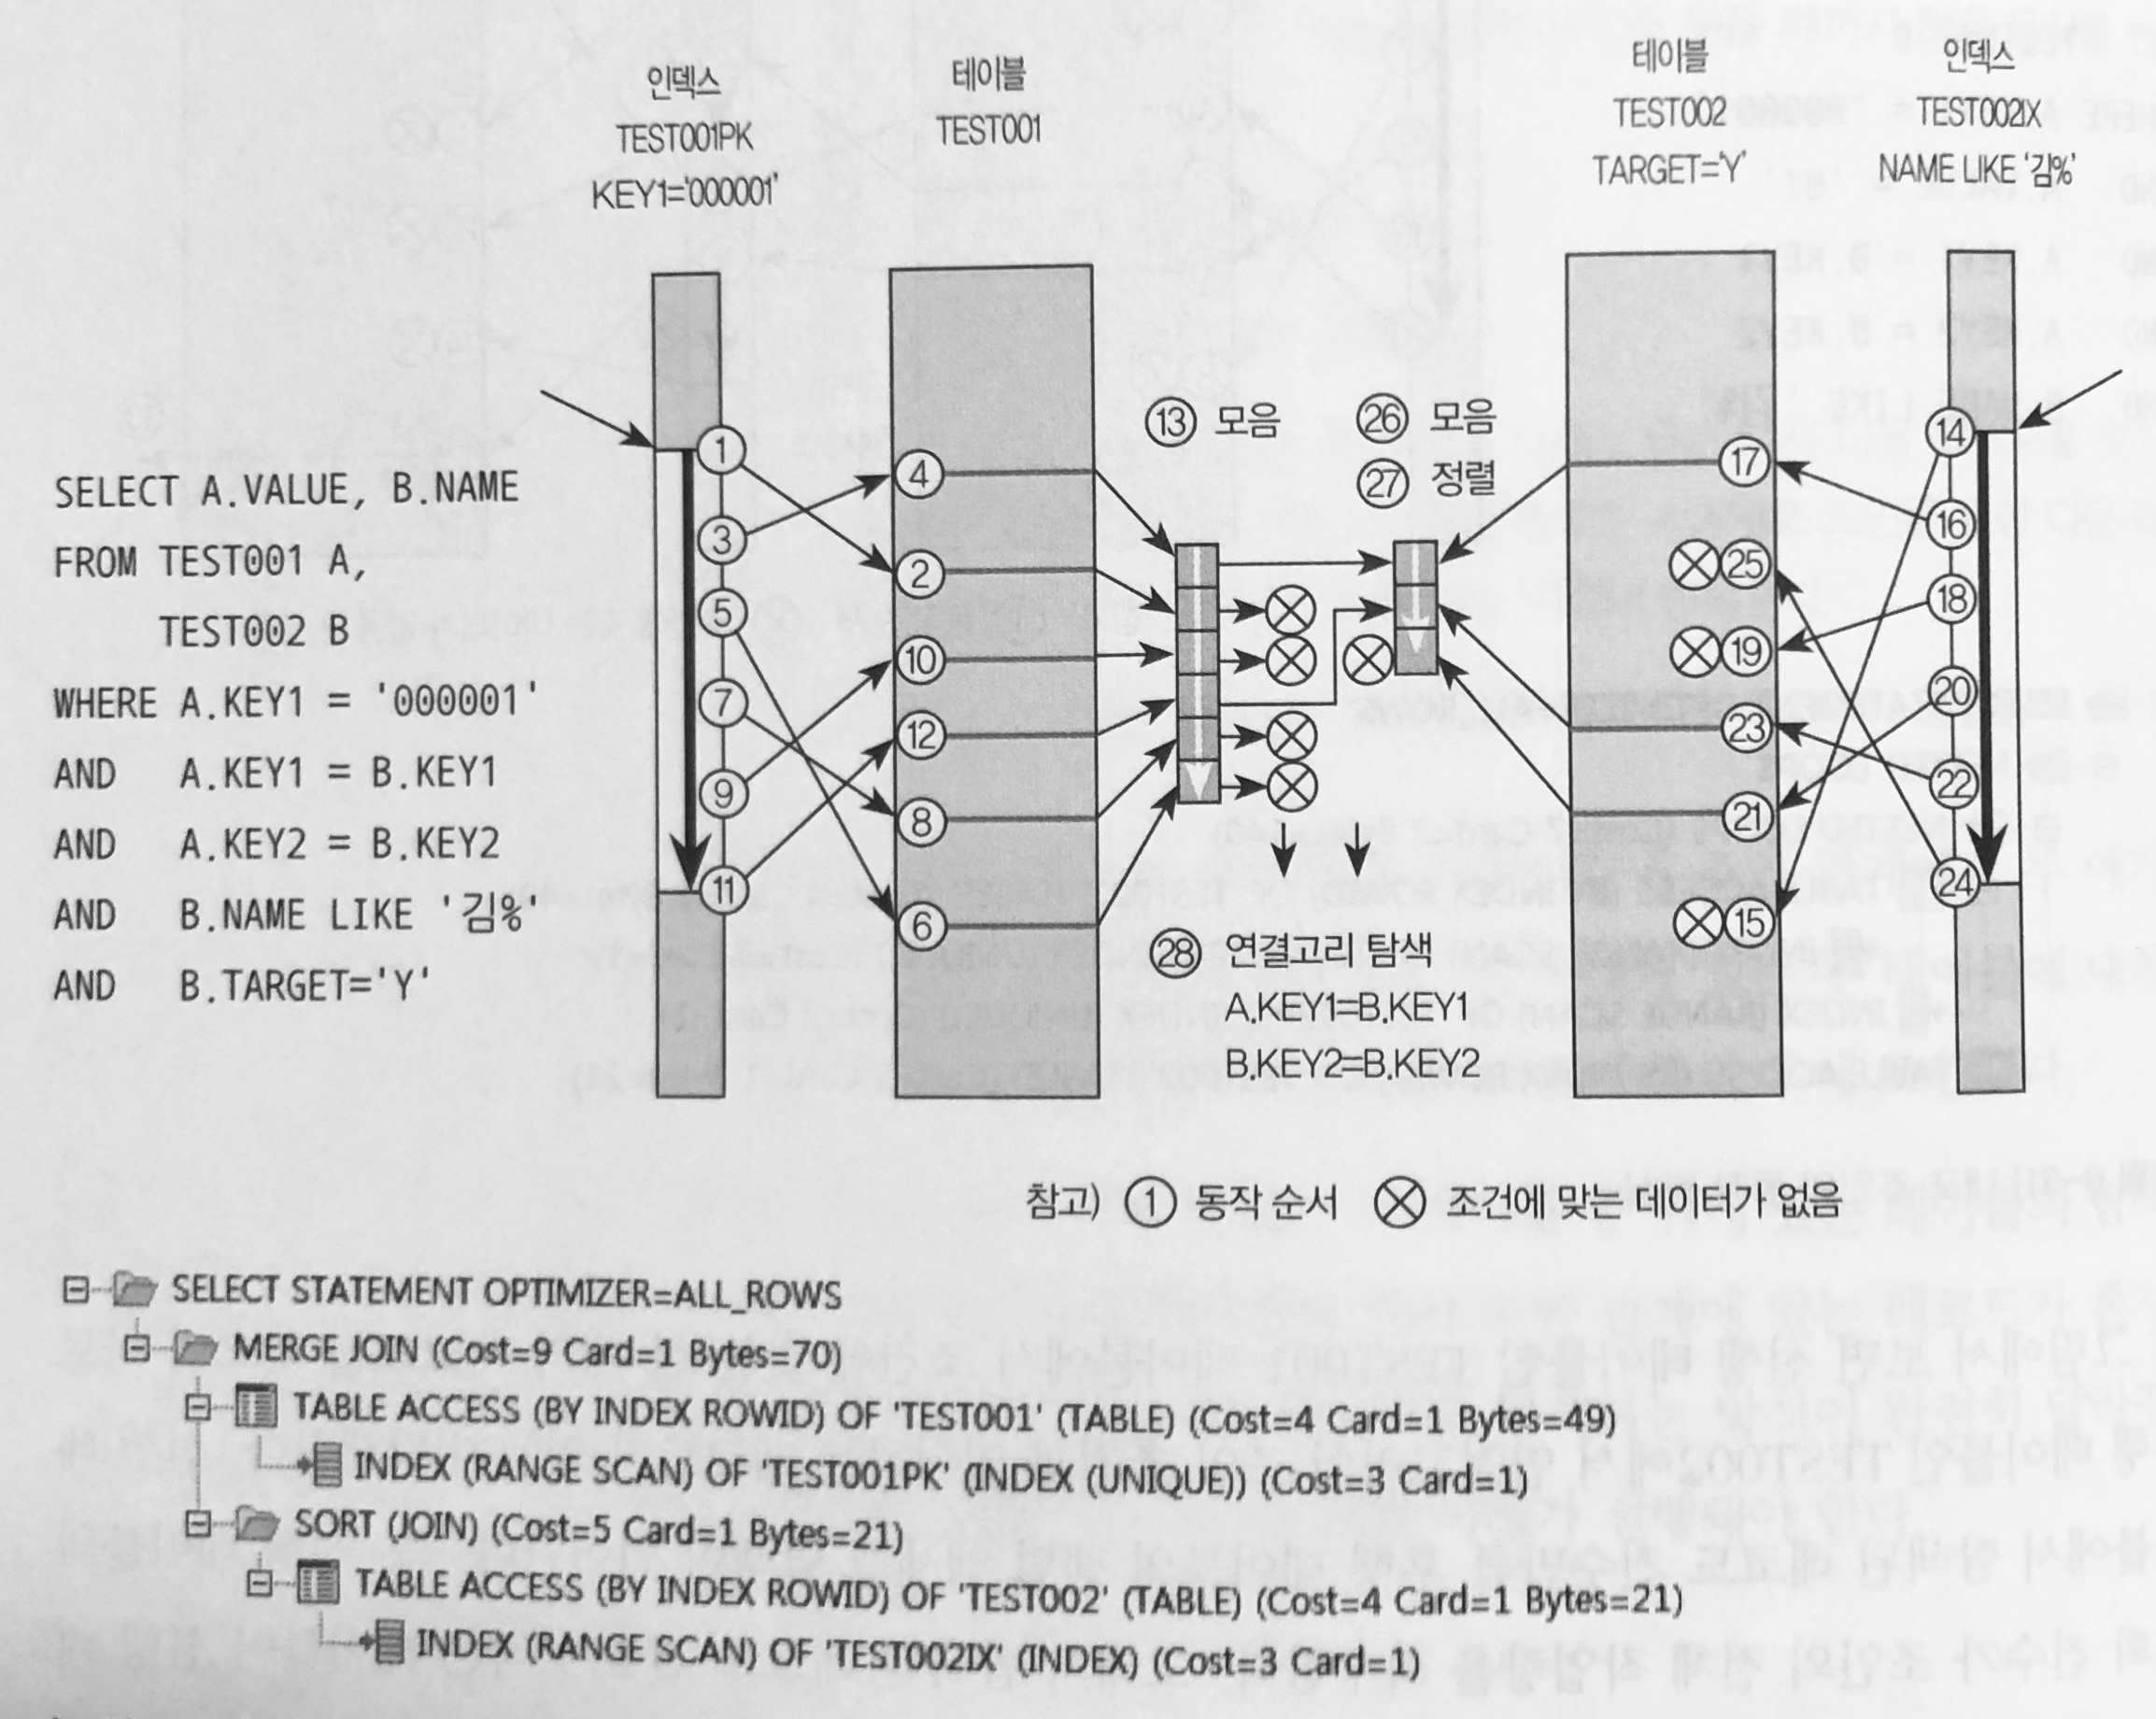 인덱스
TEST001PK
KEY1='000001'
테이블
TEST001
테이블
TEST002
TARGET='Y'
인덱스
TEST002IX
NAME LIKE '김%'
SELECT A.VALUE, B.NAME
FROM TEST001 A,
TEST002 B
WHERE A.KEY1 = '000001'
AND A.KEY1 = B.KEY1
AND A.KEY2 = B.KEY2
AND B.NAME LIKE '김%'
AND B.TARGET='Y'
1
3
5
7
9
11
4
2
10
12
8
6
13 모음
26 모음
27 정렬
28 연결고리 탐색
A.KEY1=B.KEY1
B.KEY2=B.KEY2
17
25
19
23
21
15
14
16
18
20
22
24
참고) 1 동작 순서 조건에 맞는 데이터가 없음
SELECT STATEMENT OPTIMIZER=ALL_ROWS
MERGE JOIN (Cost=9 Card=1 Bytes=70)
TABLE ACCESS (BY INDEX ROWID) OF 'TEST001' (TABLE) (Cost=4 Card=1 Bytes=49)
INDEX (RANGE SCAN) OF 'TEST001PK' (INDEX (UNIQUE)) (Cost=3 Card=1)
SORT (JOIN) (Cost=5 Card=1 Bytes=21)
TABLE ACCESS (BY INDEX ROWID) OF 'TEST002' (TABLE) (Cost=4 Card=1 Bytes=21)
INDEX (RANGE SCAN) OF 'TEST002IX' (INDEX) (Cost=3 Card=1)